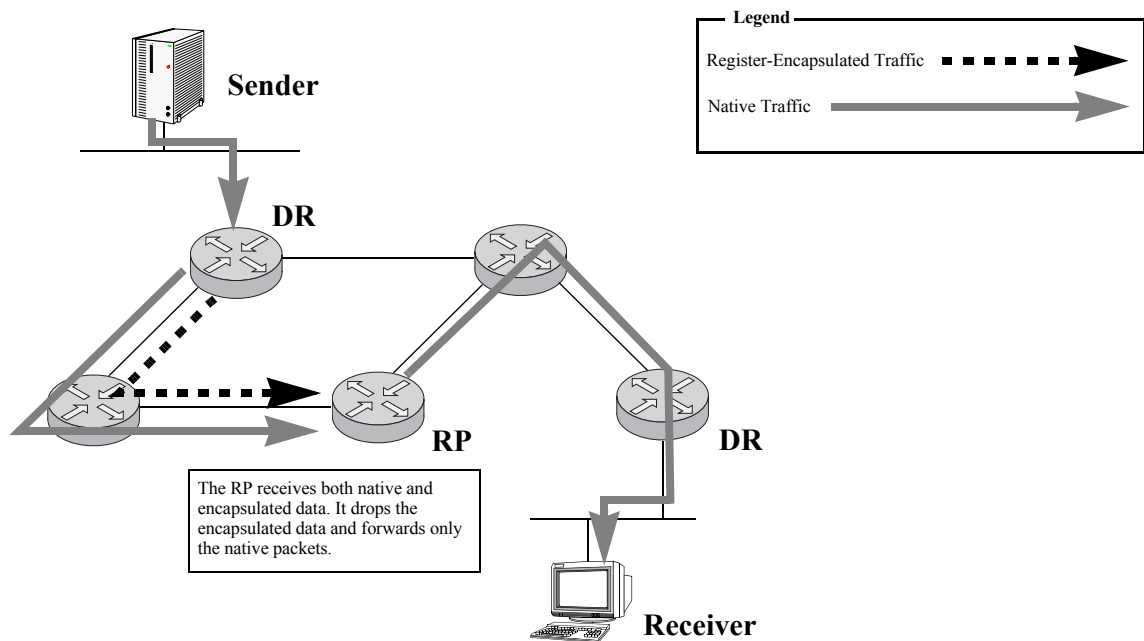 Legend
Register-Encapsulated Traffic
Native Traffic
Sender
DR
RP
DR
The RP receives both native and
encapsulated data. It drops the
encapsulated data and forwards only
the native packets.
Receiver